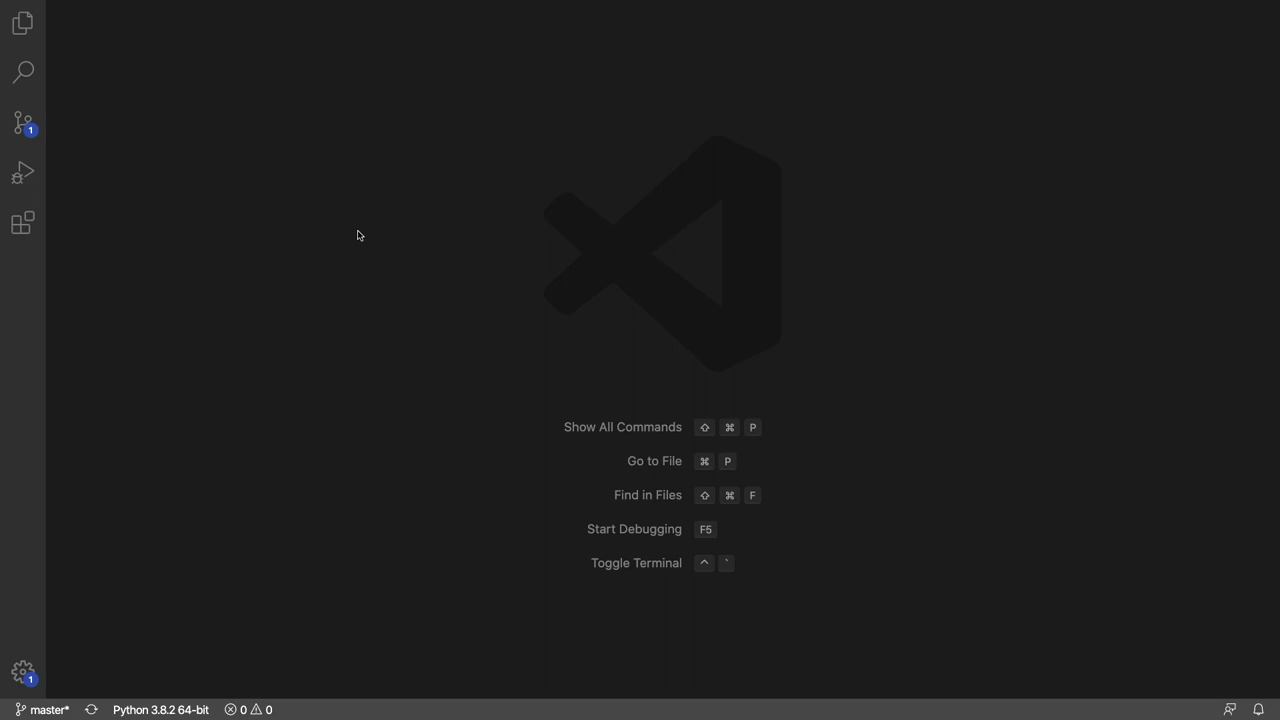 1
Show All Commands ⇧ ⌘ P
Go to File ⌘ P
Find in Files ⇧ ⌘ F
Start Debugging F5
Toggle Terminal ^ `
1
master* Python 3.8.2 64-bit 0 0